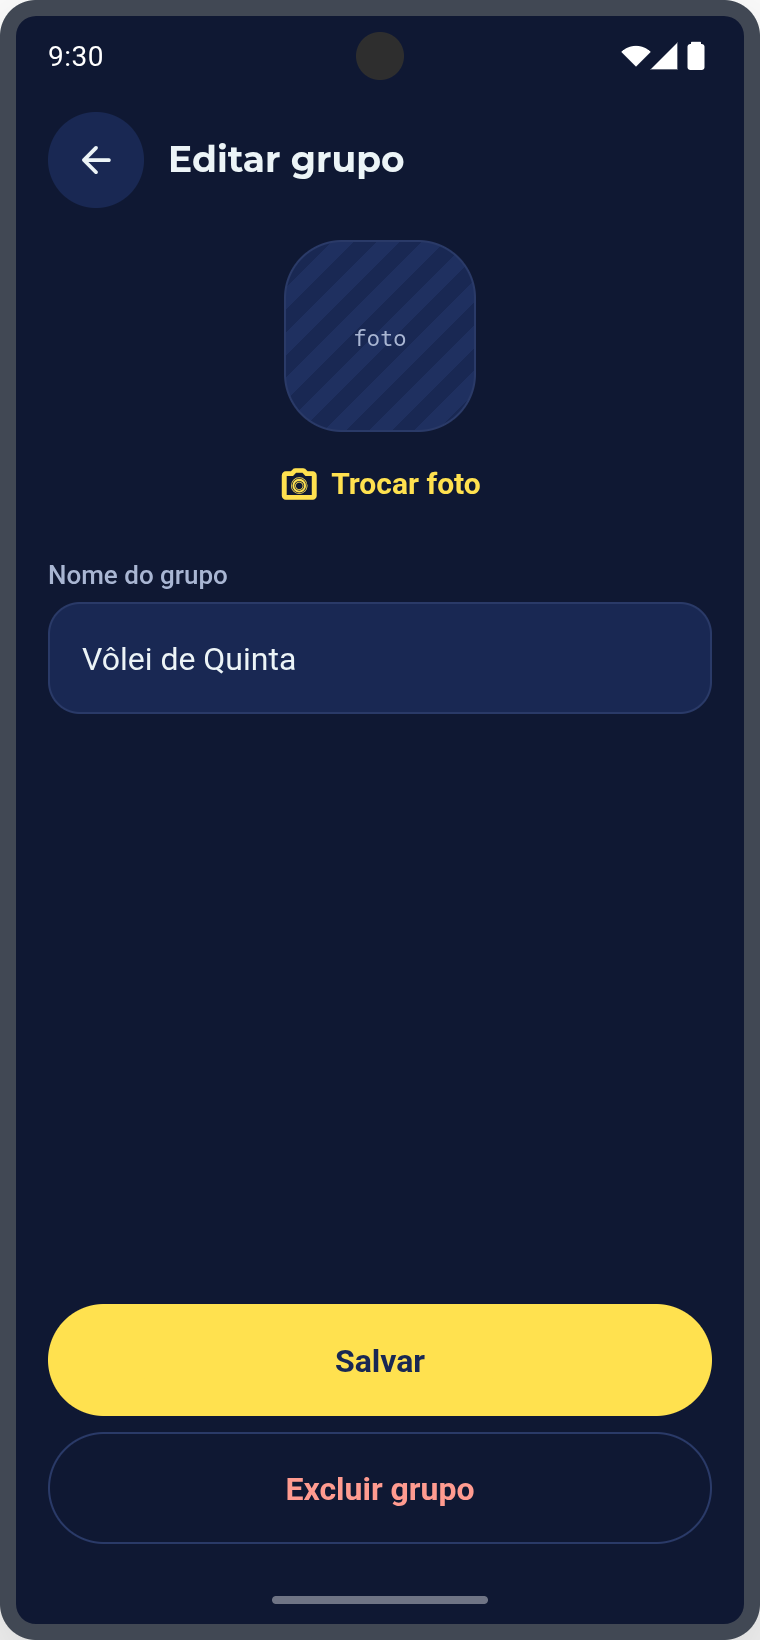 9:30
Editar grupo
foto
Trocar foto
Nome do grupo
Vôlei de Quinta
Salvar
Excluir grupo